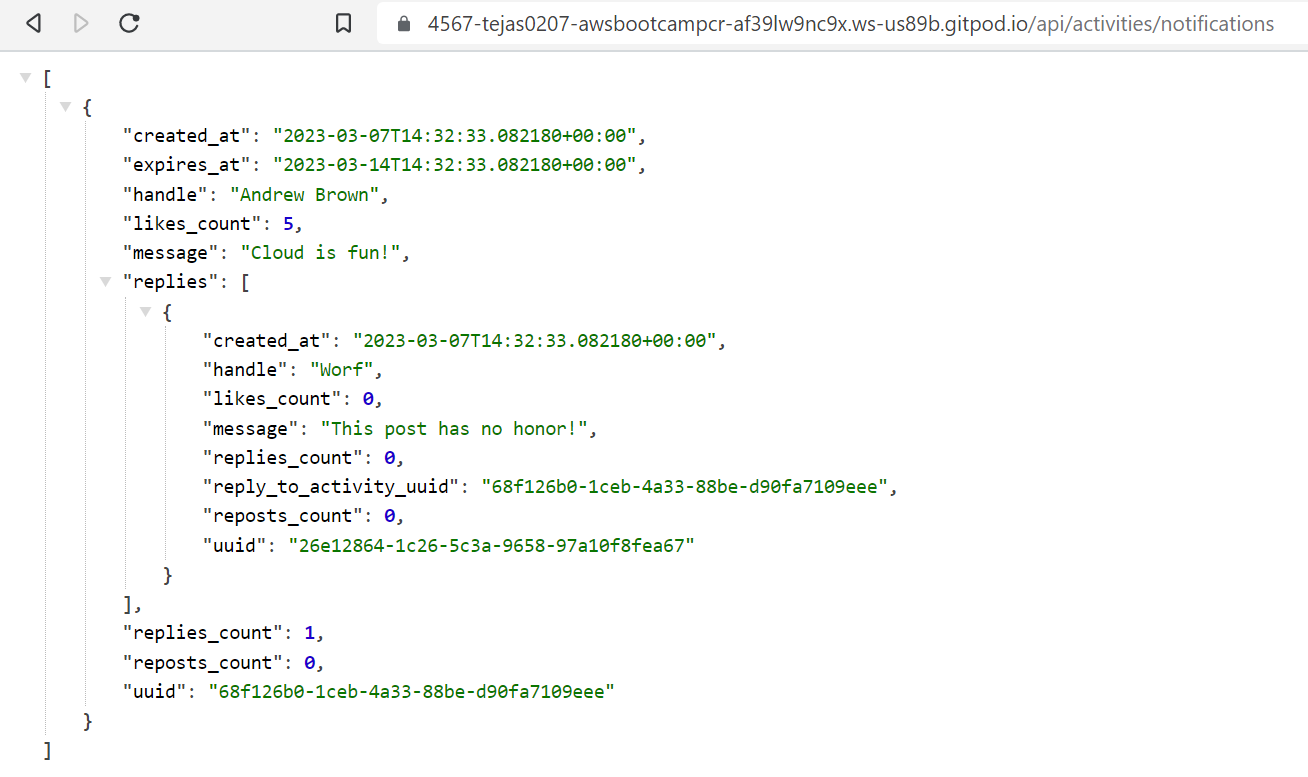 4567-tejas0207-awsbootcampcr-af39lw9nc9x.ws-us89b.gitpod.io/api/activities/notifications
[
{
"created_at": "2023-03-07T14:32:33.082180+00:00",
"expires_at": "2023-03-14T14:32:33.082180+00:00",
"handle": "Andrew Brown",
"likes_count": 5,
"message": "Cloud is fun!",
"replies": [
{
"created_at": "2023-03-07T14:32:33.082180+00:00",
"handle": "Worf",
"likes_count": 0,
"message": "This post has no honor!",
"replies_count": 0,
"reply_to_activity_uuid": "68f126b0-1ceb-4a33-88be-d90fa7109eee",
"reposts_count": 0,
"uuid": "26e12864-1c26-5c3a-9658-97a10f8fea67"
}
],
"replies_count": 1,
"reposts_count": 0,
"uuid": "68f126b0-1ceb-4a33-88be-d90fa7109eee"
}
]